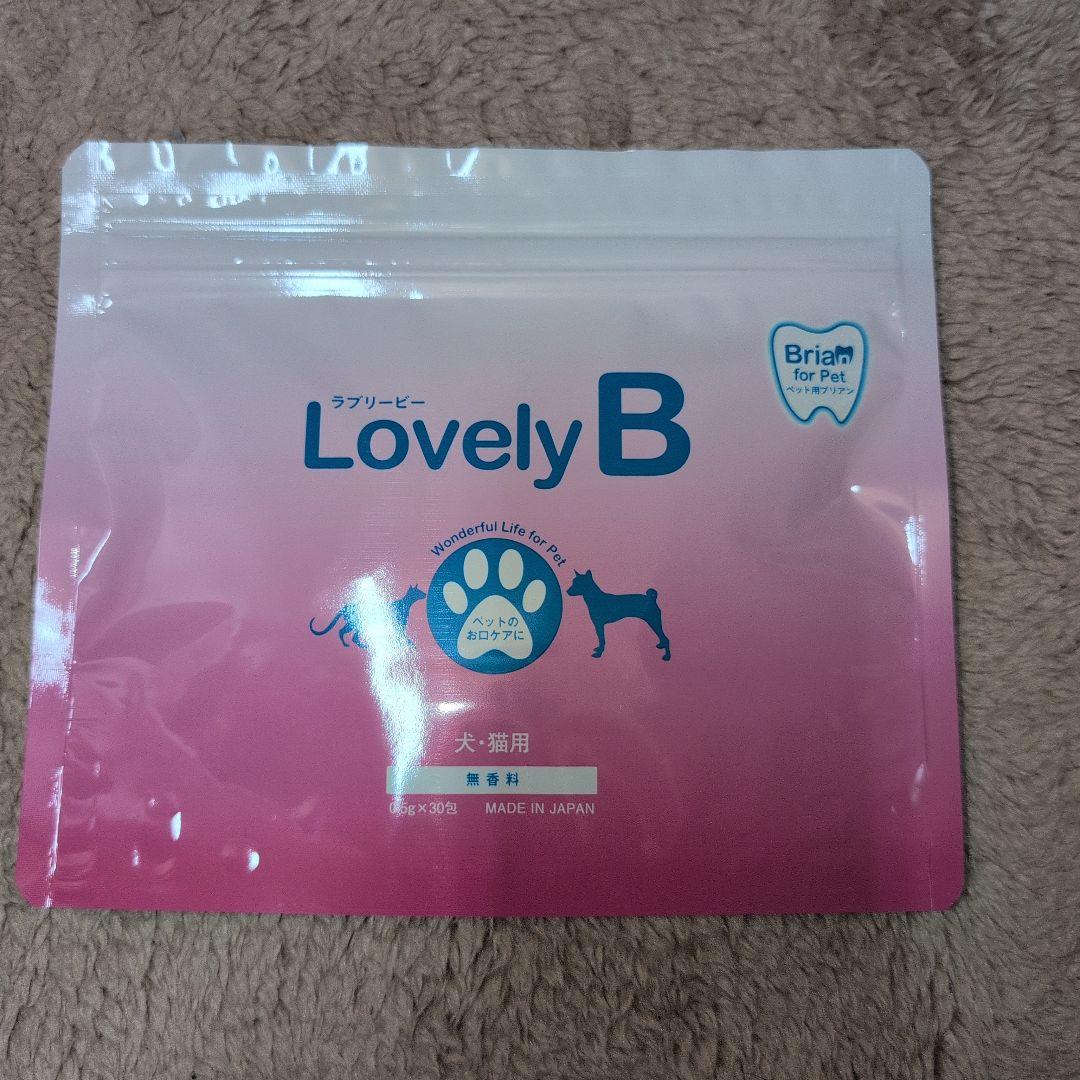 Brian
for Pet
ペット用ブリアン
ラブリービー
Lovely B
Wonderful Life for Pet
ペットの
お口ケアに
犬・猫用
無香料
0.5g×30包 MADE IN JAPAN